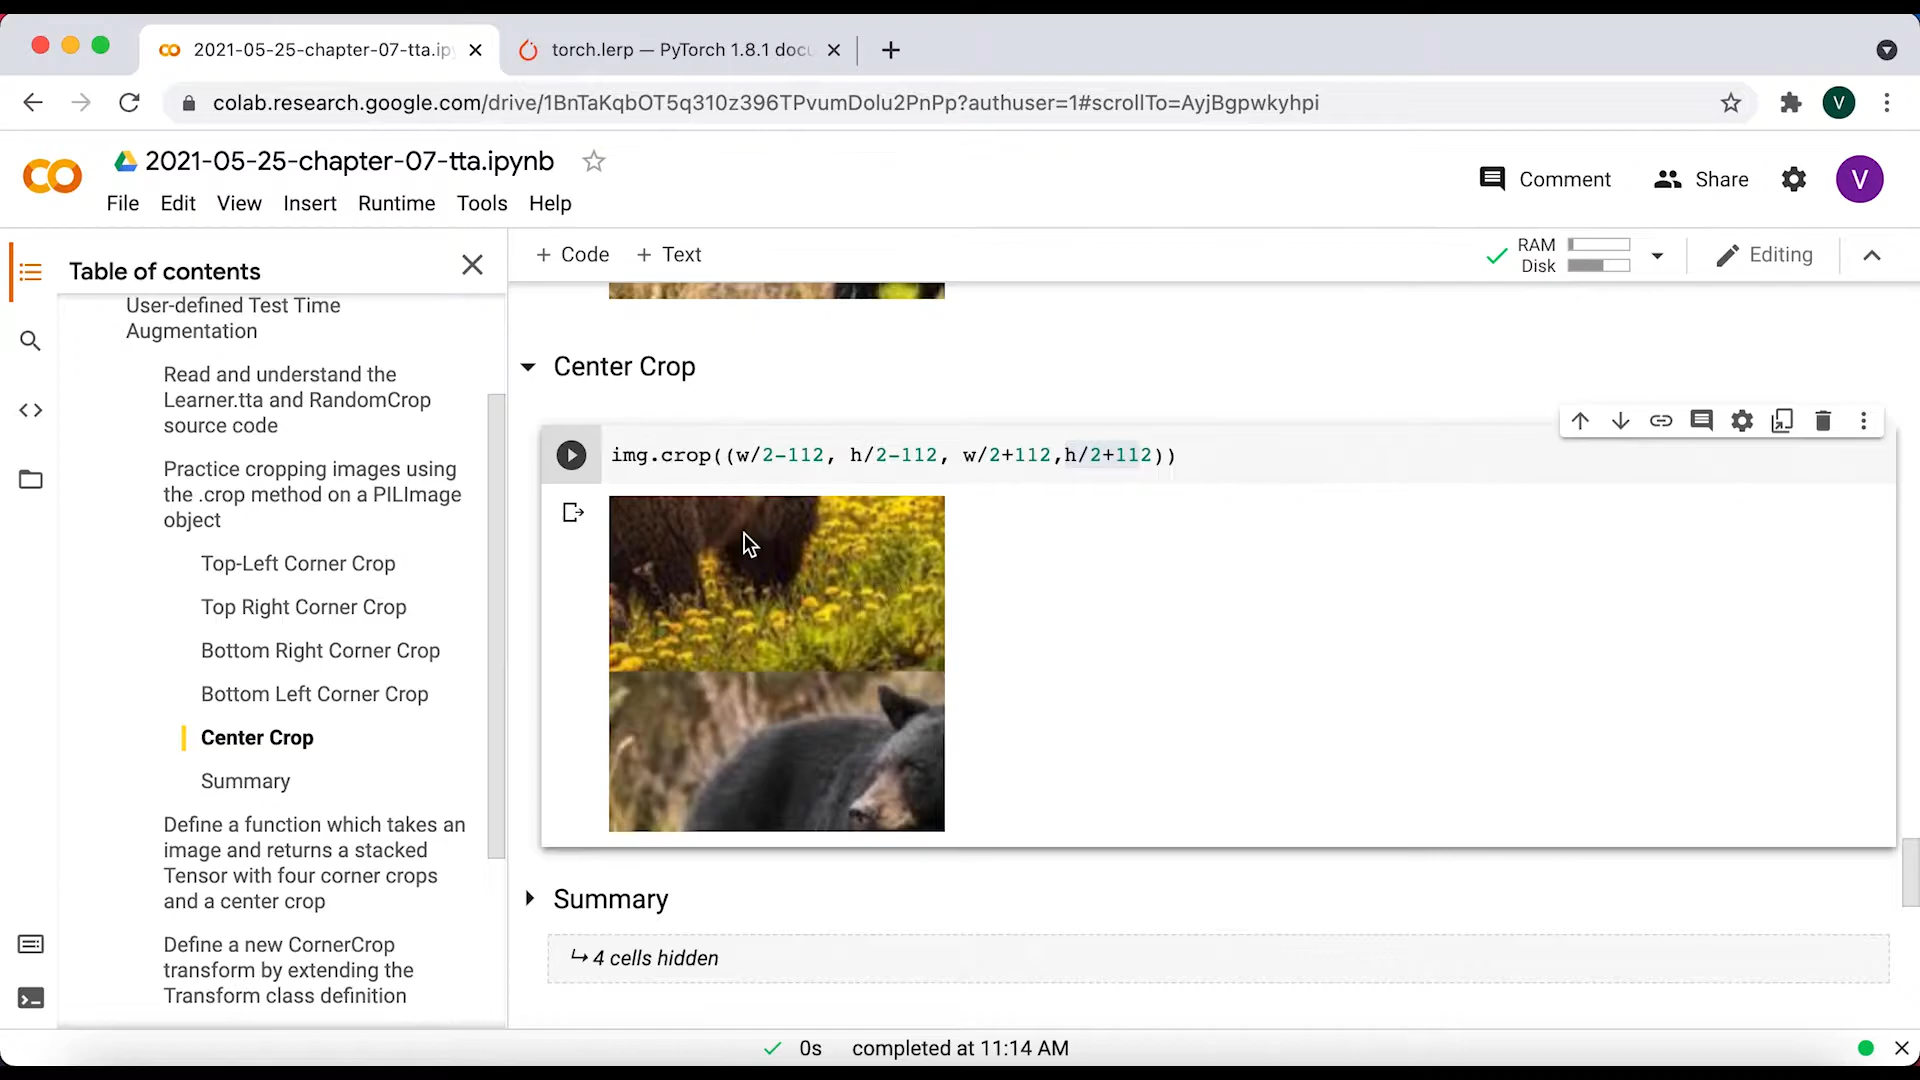 2021-05-25-chapter-07-tta.ip
torch.lerp — PyTorch 1.8.1 doc
colab.research.google.com/drive/1BnTaKqbOT5q310z396TPvumDolu2PnPp?authuser=1#scrollTo=AyjBgpwkyhpi
V
CO
2021-05-25-chapter-07-tta.ipynb
Comment
Share
V
File Edit View Insert Runtime Tools Help
Table of contents
+ Code + Text
RAM
Disk
Editing
User-defined Test Time
Augmentation
Read and understand the
Learner.tta and RandomCrop
source code
Practice cropping images using
the .crop method on a PILImage
object
Top-Left Corner Crop
Top Right Corner Crop
Bottom Right Corner Crop
Bottom Left Corner Crop
Center Crop
Summary
Define a function which takes an
image and returns a stacked
Tensor with four corner crops
and a center crop
Define a new CornerCrop
transform by extending the
Transform class definition
Center Crop
img.crop((w/2-112, h/2-112, w/2+112,h/2+112))
Summary
4 cells hidden
0s completed at 11:14 AM